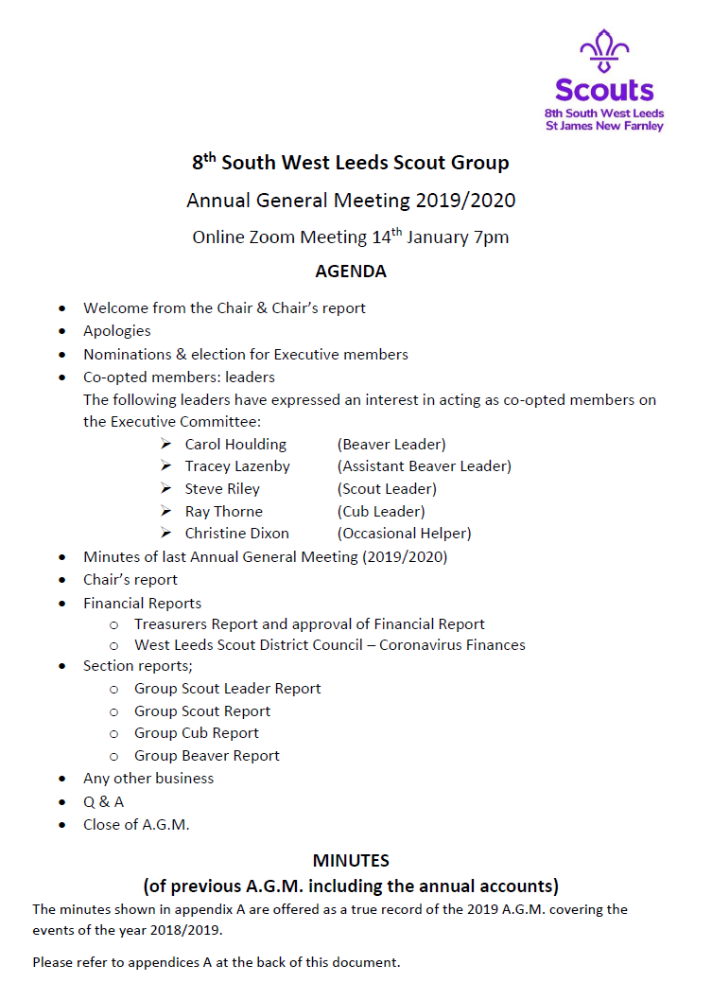 Scouts
8th South West Leeds
St James New Farnley
8th South West Leeds Scout Group
Annual General Meeting 2019/2020
Online Zoom Meeting 14th January 7pm
AGENDA
• Welcome from the Chair & Chair’s report
• Apologies
• Nominations & election for Executive members
• Co-opted members: leaders
The following leaders have expressed an interest in acting as co-opted members on
the Executive Committee:
➢ Carol Houlding (Beaver Leader)
➢ Tracey Lazenby (Assistant Beaver Leader)
➢ Steve Riley (Scout Leader)
➢ Ray Thorne (Cub Leader)
➢ Christine Dixon (Occasional Helper)
• Minutes of last Annual General Meeting (2019/2020)
• Chair’s report
• Financial Reports
o Treasurers Report and approval of Financial Report
o West Leeds Scout District Council – Coronavirus Finances
• Section reports;
o Group Scout Leader Report
o Group Scout Report
o Group Cub Report
o Group Beaver Report
• Any other business
• Q & A
• Close of A.G.M.
MINUTES
(of previous A.G.M. including the annual accounts)
The minutes shown in appendix A are offered as a true record of the 2019 A.G.M. covering the
events of the year 2018/2019.
Please refer to appendices A at the back of this document.